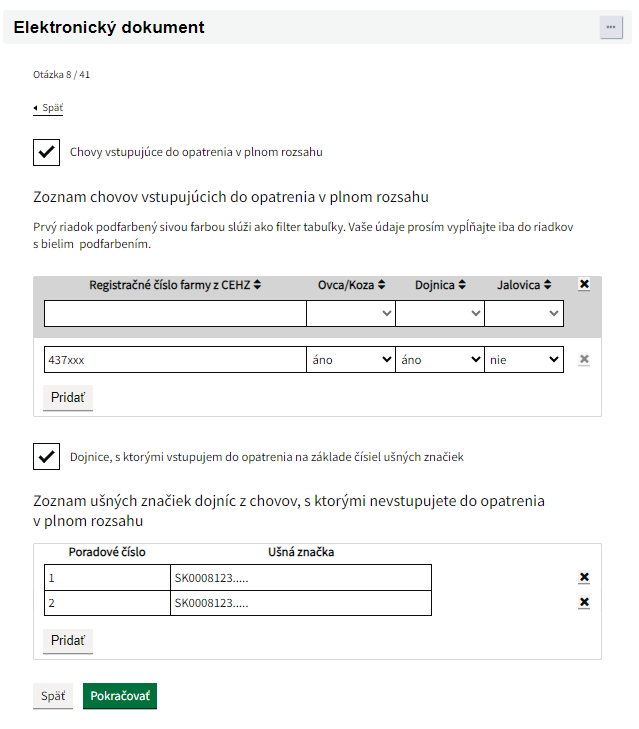 Elektronický dokument
Otázka 8 / 41
Späť
Chovy vstupujúce do opatrenia v plnom rozsahu
Zoznam chovov vstupujúcich do opatrenia v plnom rozsahu
Prvý riadok podfarbený sivou farbou slúži ako filter tabuľky. Vaše údaje prosím vypĺňajte iba do riadkov
s bielim podfarbením.
Registračné číslo farmy z CEHZ Ovca/Koza Dojnica Jalovica
437xxx áno áno nie
Pridať
Dojnice, s ktorými vstupujem do opatrenia na základe čísiel ušných značiek
Zoznam ušných značiek dojníc z chovov, s ktorými nevstupujete do opatrenia
v plnom rozsahu
Poradové číslo Ušná značka
1 SK0008123.....
2 SK0008123.....
Pridať
Späť Pokračovať